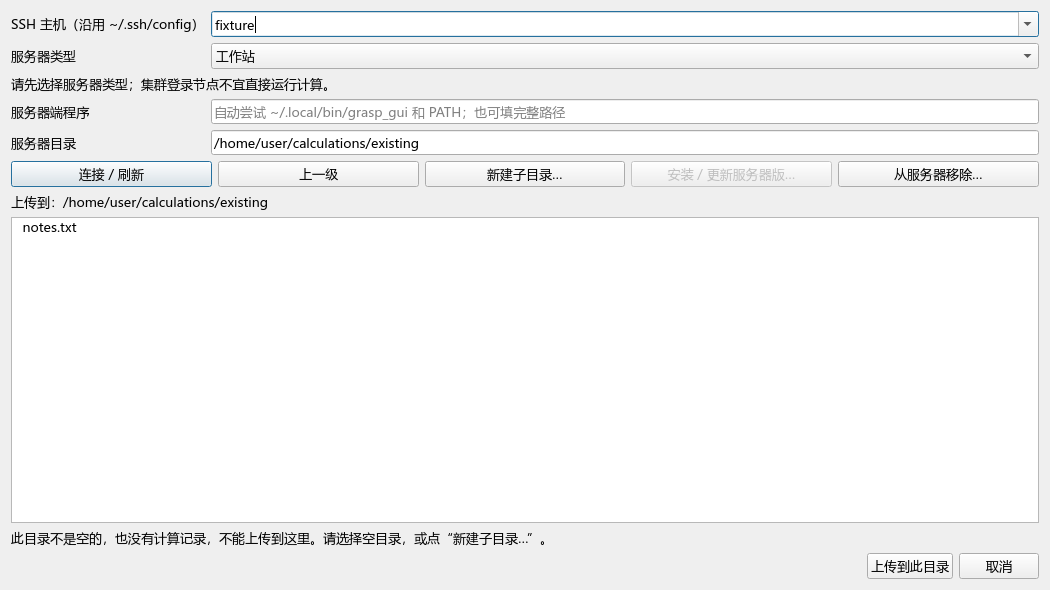 SSH 主机（沿用 ~/.ssh/config） fixture
服务器类型 工作站
请先选择服务器类型；集群登录节点不宜直接运行计算。
服务器端程序 自动尝试 ~/.local/bin/grasp_gui 和 PATH；也可填完整路径
服务器目录 /home/user/calculations/existing
连接 / 刷新 上一级 新建子目录... 安装 / 更新服务器版... 从服务器移除...
上传到：/home/user/calculations/existing
notes.txt
此目录不是空的，也没有计算记录，不能上传到这里。请选择空目录，或点“新建子目录...”。
上传到此目录 取消